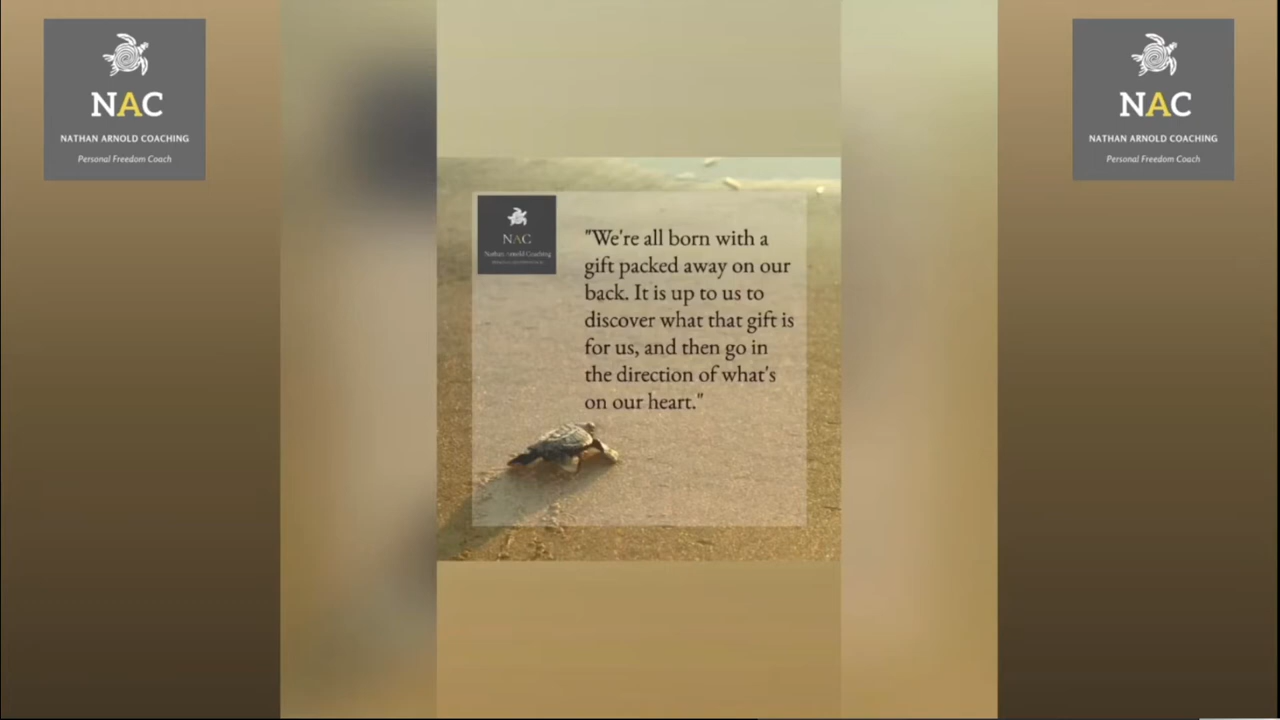 NAC
NATHAN ARNOLD COACHING
Personal Freedom Coach
NAC
NATHAN ARNOLD COACHING
Personal Freedom Coach
NAC
Nathan Arnold Coaching
"We're all born with a
gift packed away on our
back. It is up to us to
discover what that gift is
for us, and then go in
the direction of what's
on our heart."